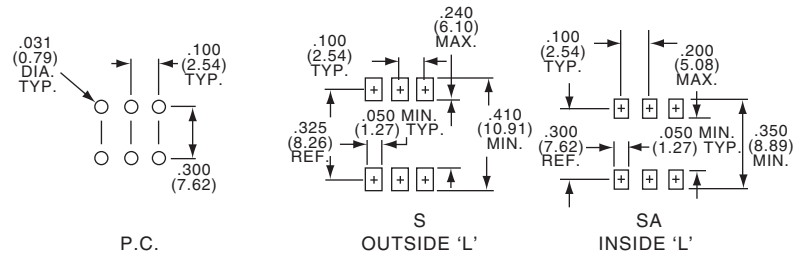 .031
(0.79)
DIA.
TYP.
.100
(2.54)
TYP.
.300
(7.62)
P.C.
.100
(2.54)
TYP.
.240
(6.10)
MAX.
.325
(8.26)
REF.
.050 MIN.
(1.27) TYP.
.410
(10.91)
MIN.
S
OUTSIDE 'L'
.100
(2.54)
TYP.
.200
(5.08)
MAX.
.300
(7.62)
REF.
.050 MIN.
(1.27) TYP.
.350
(8.89)
MIN.
SA
INSIDE 'L'